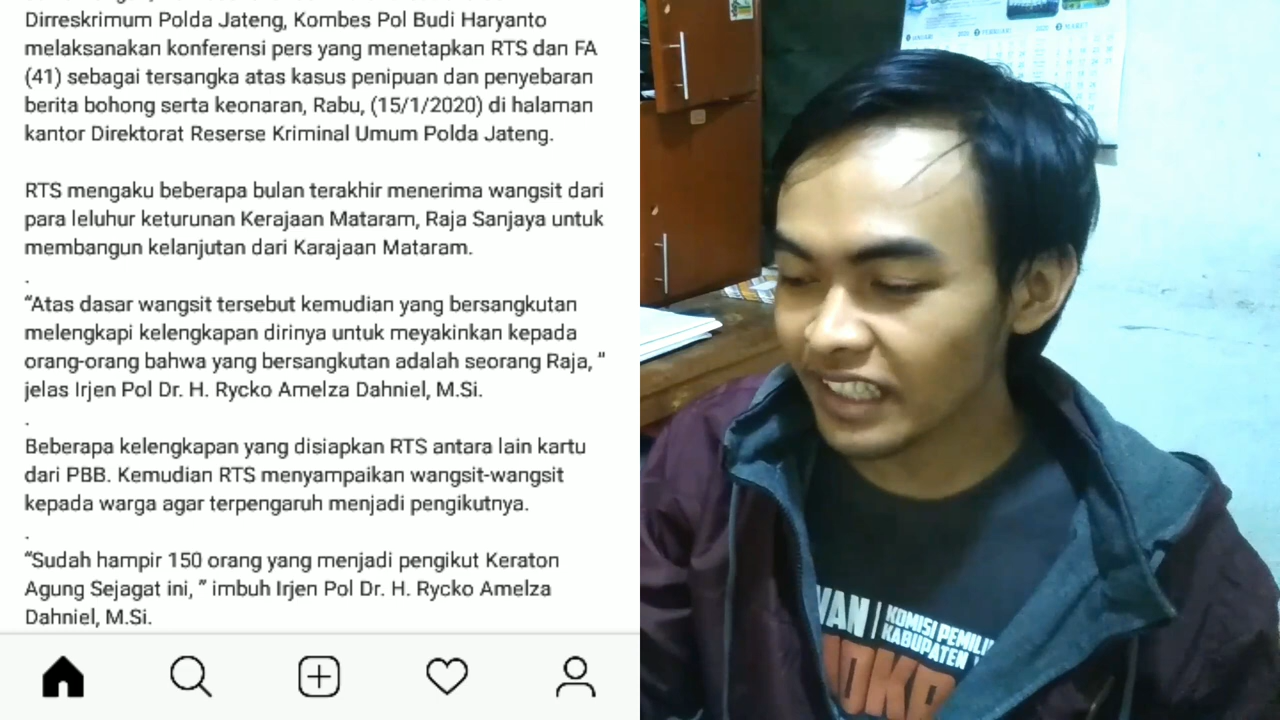 Dirreskrimum Polda Jateng, Kombes Pol Budi Haryanto
melaksanakan konferensi pers yang menetapkan RTS dan FA
(41) sebagai tersangka atas kasus penipuan dan penyebaran
berita bohong serta keonaran, Rabu, (15/1/2020) di halaman
kantor Direktorat Reserse Kriminal Umum Polda Jateng.
RTS mengaku beberapa bulan terakhir menerima wangsit dari
para leluhur keturunan Kerajaan Mataram, Raja Sanjaya untuk
membangun kelanjutan dari Karajaan Mataram.
.
“Atas dasar wangsit tersebut kemudian yang bersangkutan
melengkapi kelengkapan dirinya untuk meyakinkan kepada
orang-orang bahwa yang bersangkutan adalah seorang Raja, ”
jelas Irjen Pol Dr. H. Rycko Amelza Dahniel, M.Si.
.
Beberapa kelengkapan yang disiapkan RTS antara lain kartu
dari PBB. Kemudian RTS menyampaikan wangsit-wangsit
kepada warga agar terpengaruh menjadi pengikutnya.
.
“Sudah hampir 150 orang yang menjadi pengikut Keraton
Agung Sejagat ini, ” imbuh Irjen Pol Dr. H. Rycko Amelza
Dahniel, M.Si.
KOMISI
KABUPATEN